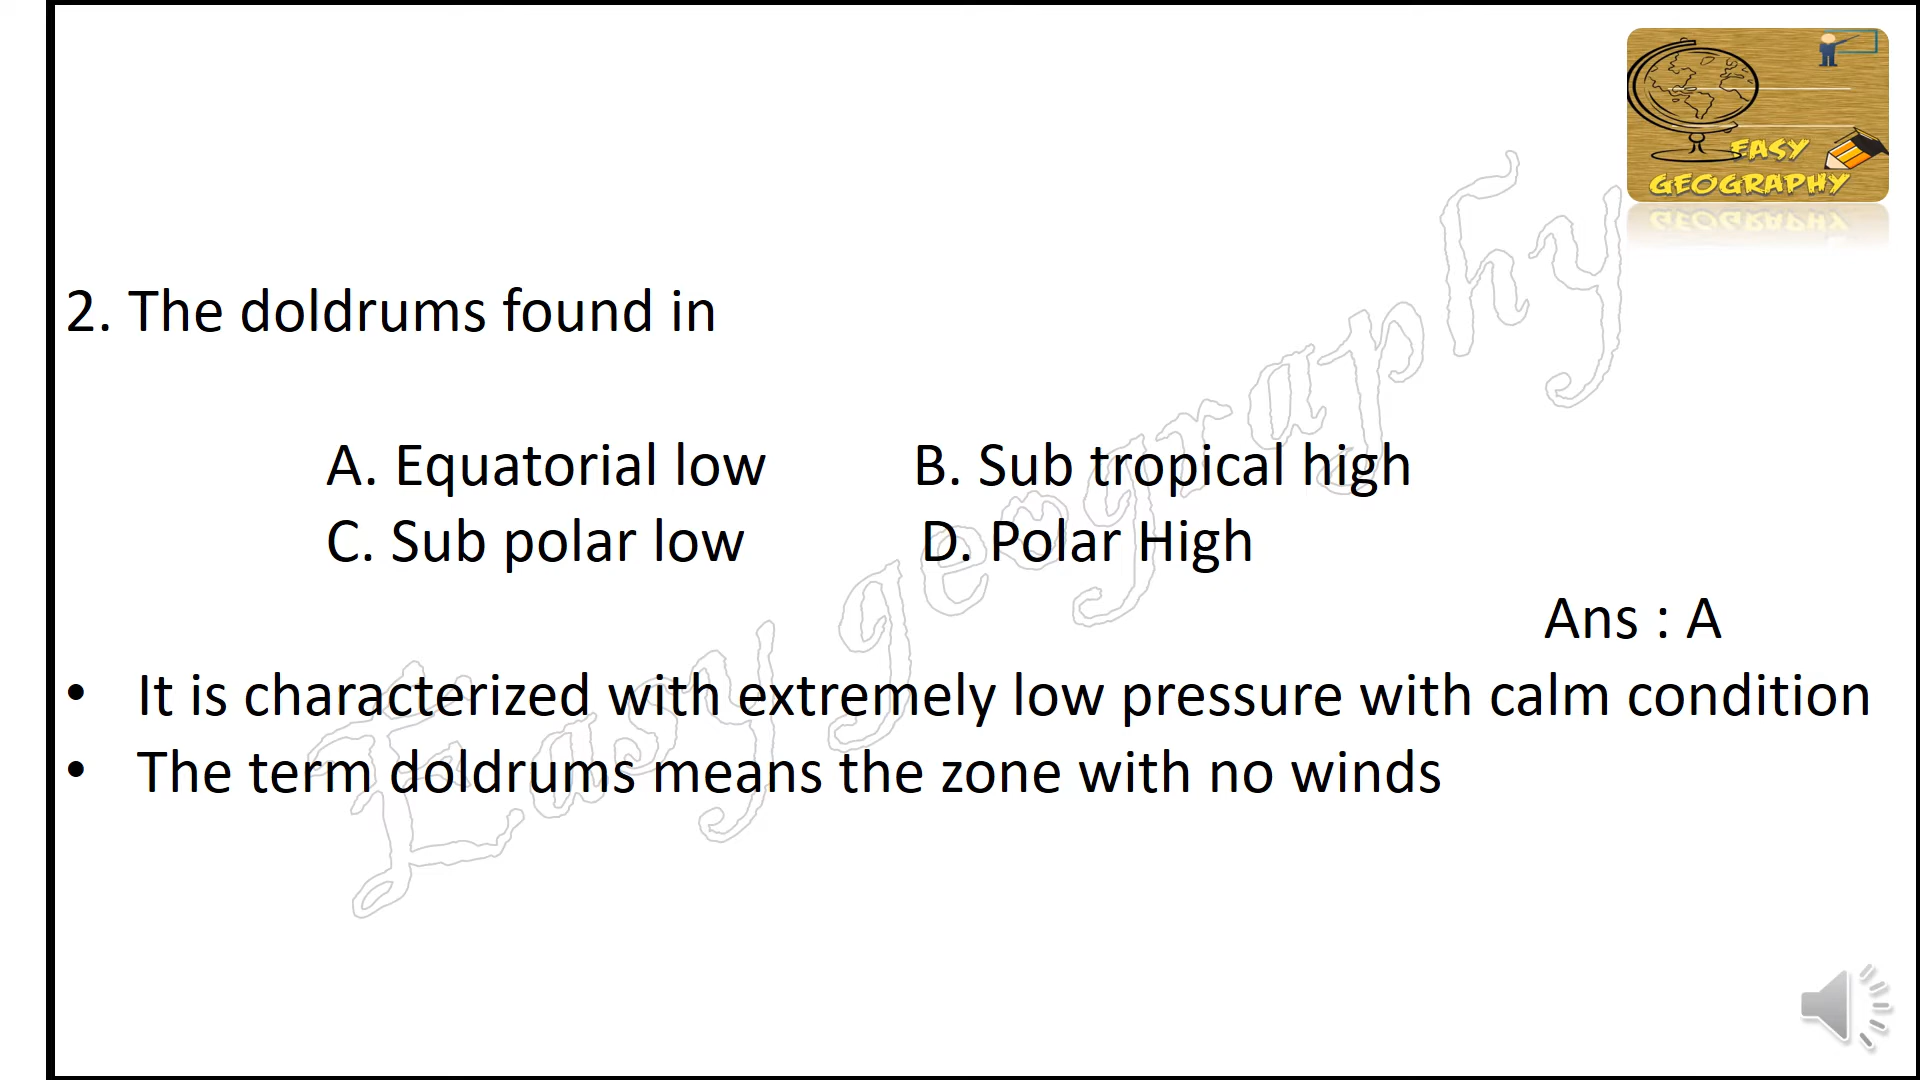 EASY
GEOGRAPHY
2. The doldrums found in
A. Equatorial low B. Sub tropical high
C. Sub polar low D. Polar High
Ans : A
• It is characterized with extremely low pressure with calm condition
• The term doldrums means the zone with no winds
Easy geography